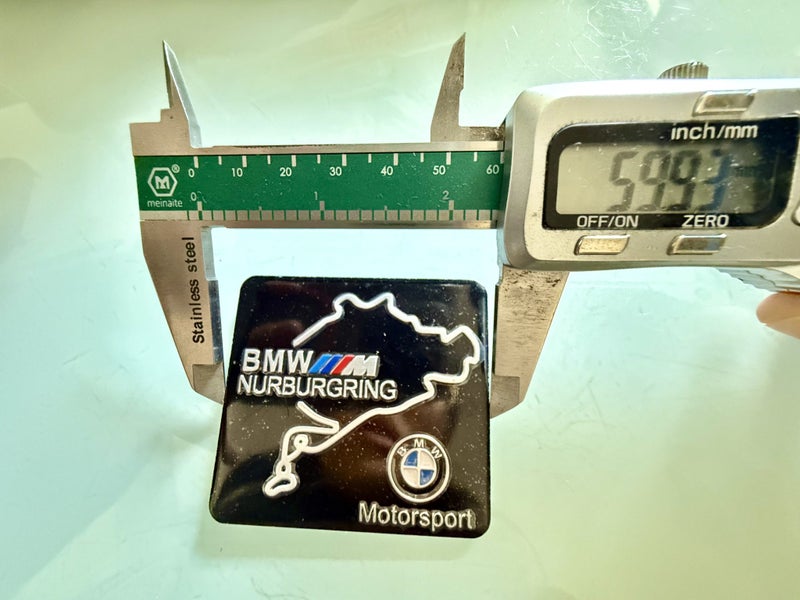 inch/mm
59.93
OFF/ON ZERO
M®
meinaite
0 10 20 30 40 50 60
0 1 2
Stainless steel
BMW M
NURBURGRING
BMW
Motorsport